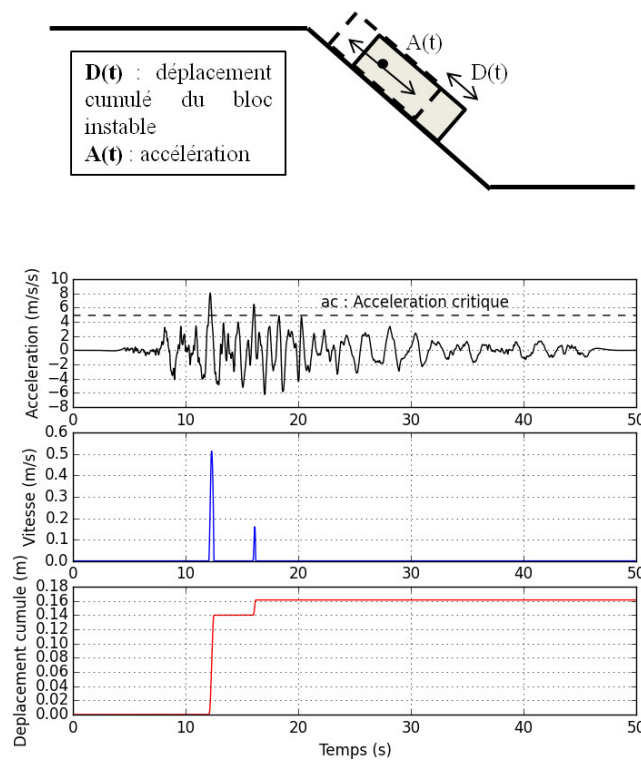 A(t)
D(t)
D(t) : déplacement
cumulé du bloc
instable
A(t) : accélération
10
8
6
4
2
0
−2
−4
−6
−8
Acceleration (m/s/s)
ac : Acceleration critique
0 10 20 30 40 50
0.6
0.5
0.4
0.3
0.2
0.1
0.0
Vitesse (m/s)
0 10 20 30 40 50
0.18
0.16
0.14
0.12
0.10
0.08
0.06
0.04
0.02
0.00
Deplacement cumule (m)
0 10 20 30 40 50
Temps (s)